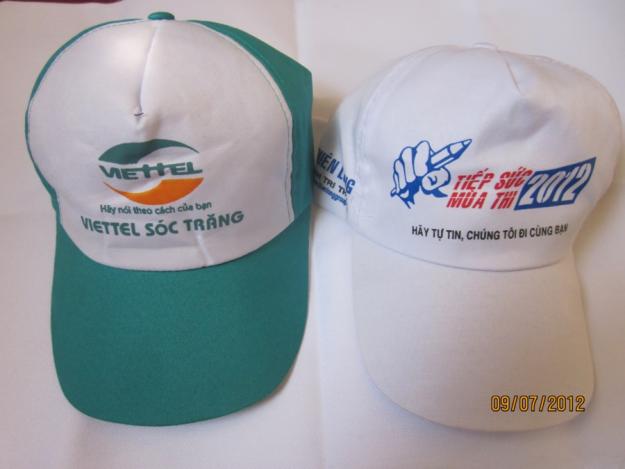 VIETTEL
Hãy nói theo cách của bạn
VIETTEL SÓC TRĂNG
TIẾP SỨC
MÙA THI
2012
HÃY TỰ TIN, CHÚNG TÔI ĐI CÙNG BẠN
09/07/2012